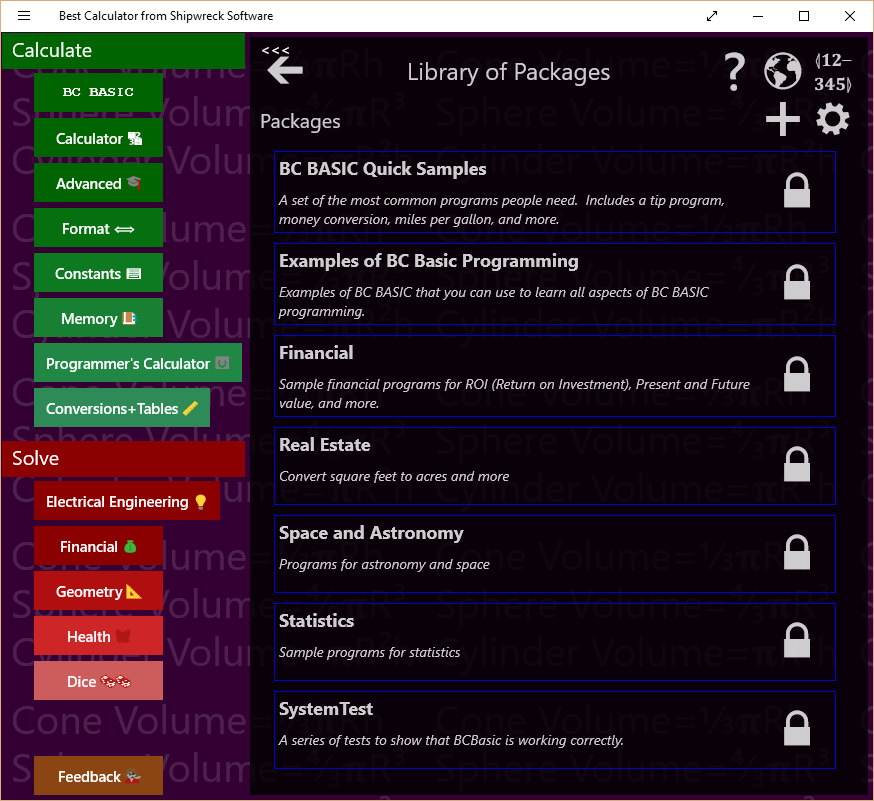 Best Calculator from Shipwreck Software
Calculate
BC BASIC
Calculator
Advanced
Format
Constants
Memory
Programmer's Calculator
Conversions+Tables
Solve
Electrical Engineering
Financial
Geometry
Health
Dice
Feedback
<<<
Library of Packages
?
⟨12–
345⟩
Packages
BC BASIC Quick Samples
A set of the most common programs people need.  Includes a tip program,
money conversion, miles per gallon, and more.
Examples of BC Basic Programming
Examples of BC BASIC that you can use to learn all aspects of BC BASIC
programming.
Financial
Sample financial programs for ROI (Return on Investment), Present and Future
value, and more.
Real Estate
Convert square feet to acres and more
Space and Astronomy
Programs for astronomy and space
Statistics
Sample programs for statistics
SystemTest
A series of tests to show that BCBasic is working correctly.